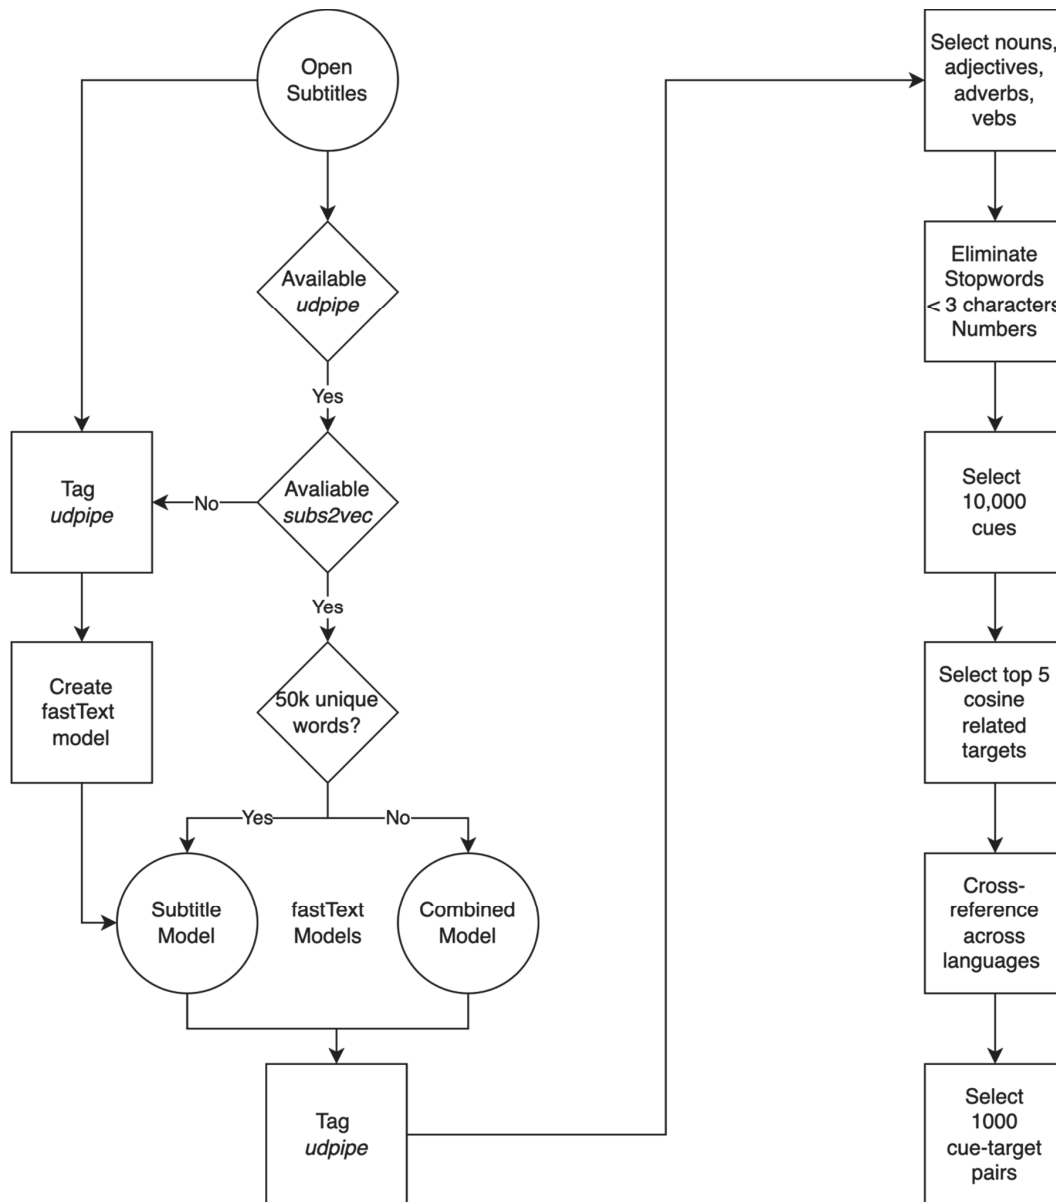 Open
Subtitles
Available
udpipe
Yes
Avaliable
subs2vec
No
Tag
udpipe
Yes
Create
fastText
model
50k unique
words?
Yes
No
Subtitle
Model
fastText
Models
Combined
Model
Tag
udpipe
Select nouns,
adjectives,
adverbs,
vebs
Eliminate
Stopwords
< 3 characters
Numbers
Select
10,000
cues
Select top 5
cosine
related
targets
Cross-
reference
across
languages
Select
1000
cue-target
pairs